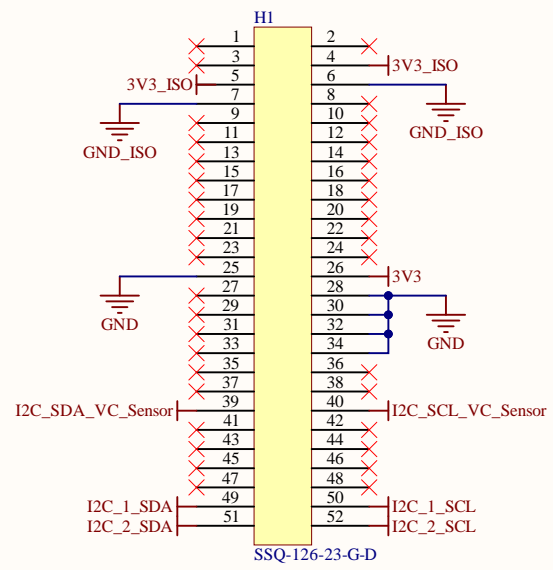 H1
1 2
3 4 3V3_ISO
3V3_ISO 5 6
7 8
GND_ISO 9 10 GND_ISO
11 12
13 14
15 16
17 18
19 20
21 22
23 24
25 26 3V3
27 28
GND 29 30 GND
31 32
33 34
35 36
37 38
I2C_SDA_VC_Sensor 39 40 I2C_SCL_VC_Sensor
41 42
43 44
45 46
47 48
I2C_1_SDA 49 50 I2C_1_SCL
I2C_2_SDA 51 52 I2C_2_SCL
SSQ-126-23-G-D